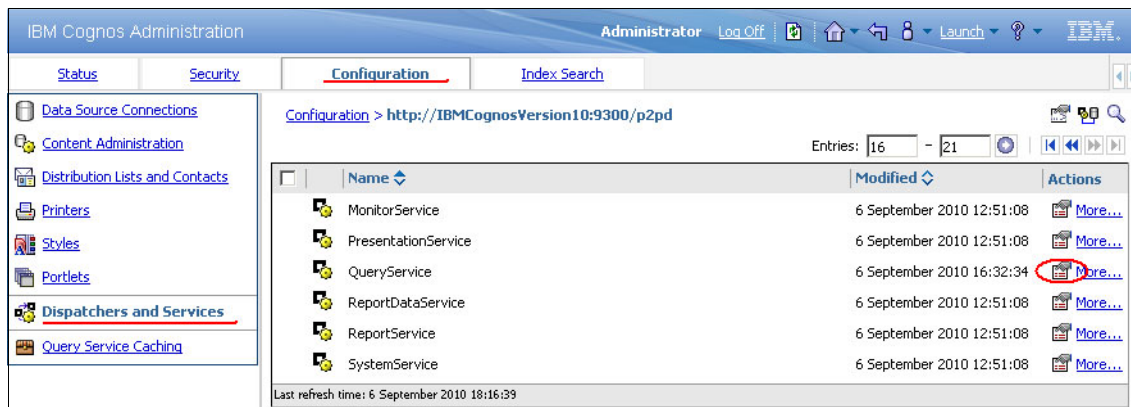 IBM Cognos Administration
Administrator Log Off Launch IBM.
Status Security Configuration Index Search
Data Source Connections
Content Administration
Distribution Lists and Contacts
Printers
Styles
Portlets
Dispatchers and Services
Query Service Caching
Configuration > http://IBMCognosVersion10:9300/p2pd
Entries: 16 - 21
Name Modified Actions
MonitorService 6 September 2010 12:51:08 More...
PresentationService 6 September 2010 12:51:08 More...
QueryService 6 September 2010 16:32:34 More...
ReportDataService 6 September 2010 12:51:08 More...
ReportService 6 September 2010 12:51:08 More...
SystemService 6 September 2010 12:51:08 More...
Last refresh time: 6 September 2010 18:16:39